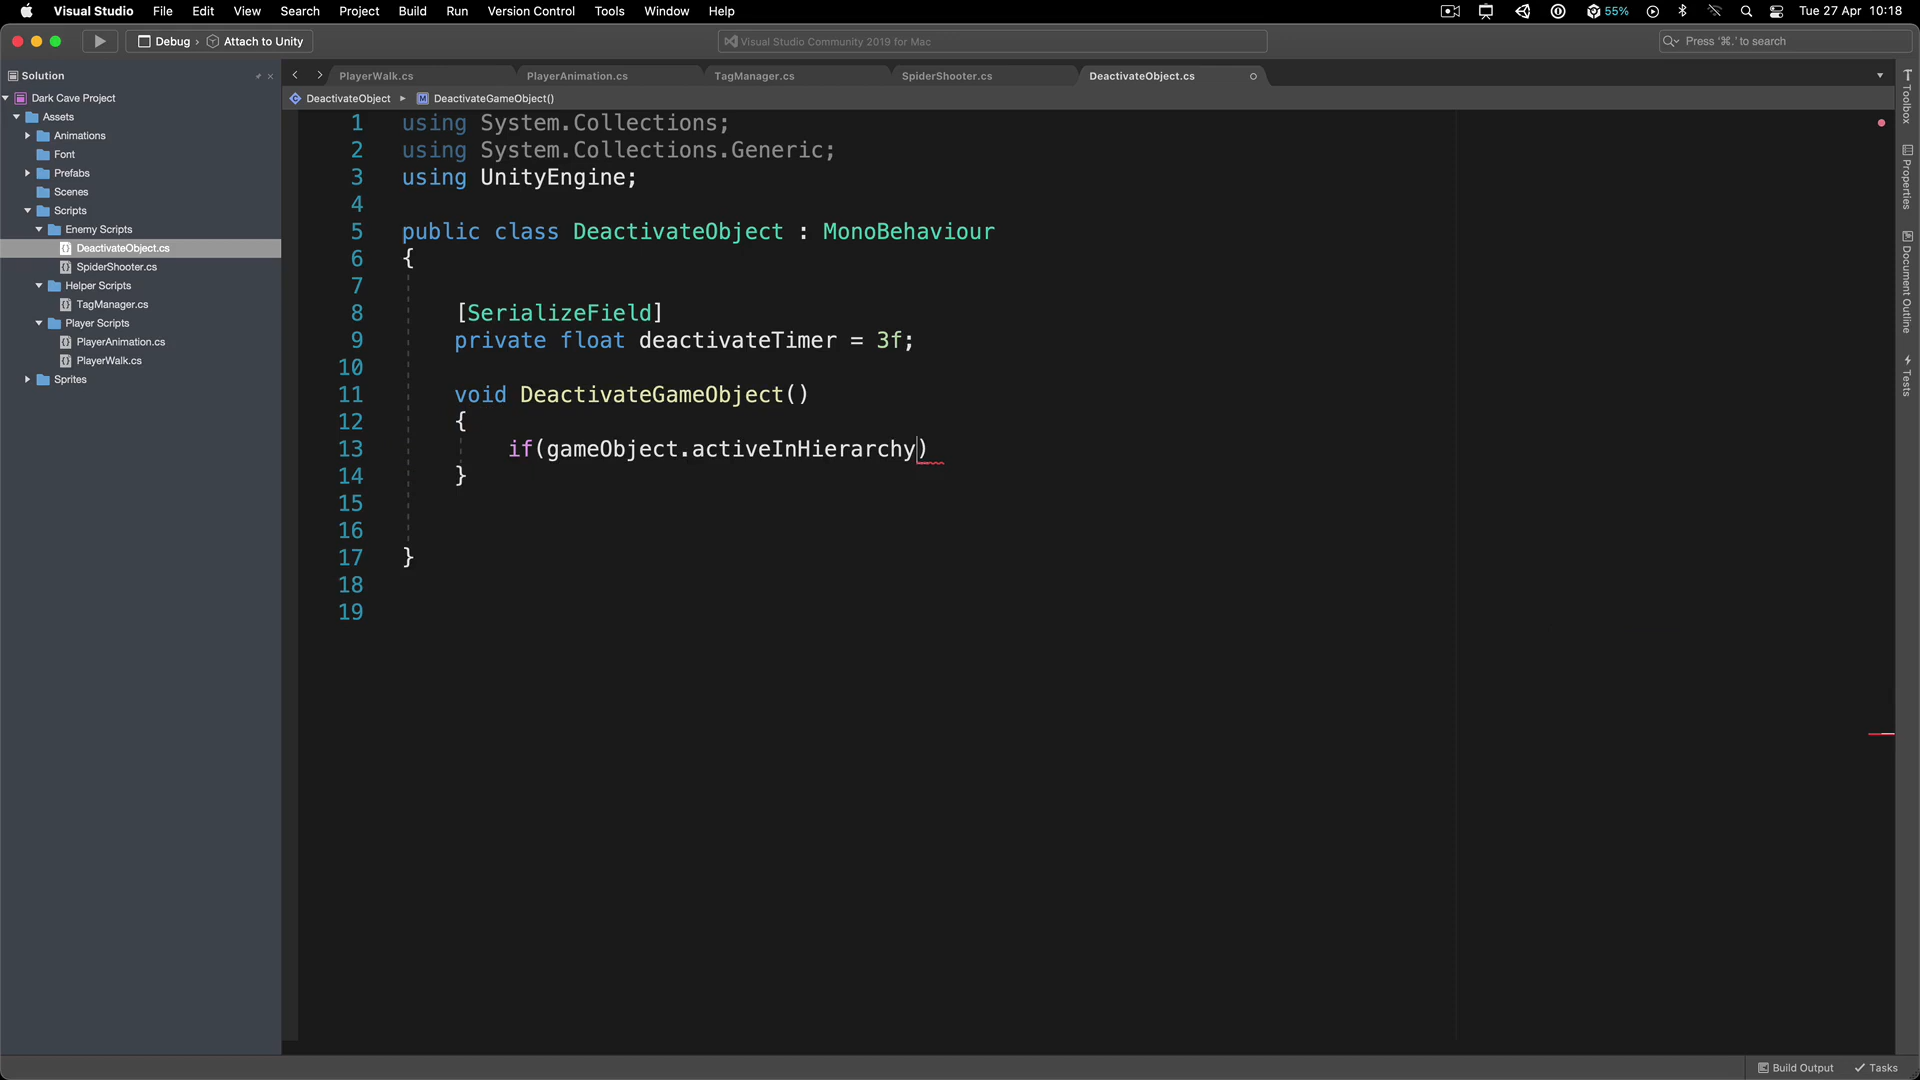 Visual Studio File Edit View Search Project Build Run Version Control Tools Window Help 55% Tue 27 Apr 10:18
Debug › Attach to Unity Visual Studio Community 2019 for Mac Press '⌘.' to search
Solution
PlayerWalk.cs PlayerAnimation.cs TagManager.cs SpiderShooter.cs DeactivateObject.cs
DeactivateObject ▸ M DeactivateGameObject()
Dark Cave Project
Assets
Animations
Font
Prefabs
Scenes
Scripts
Enemy Scripts
DeactivateObject.cs
SpiderShooter.cs
Helper Scripts
TagManager.cs
Player Scripts
PlayerAnimation.cs
PlayerWalk.cs
Sprites
1 using System.Collections;
2 using System.Collections.Generic;
3 using UnityEngine;
4
5 public class DeactivateObject : MonoBehaviour
6 {
7
8 [SerializeField]
9 private float deactivateTimer = 3f;
10
11 void DeactivateGameObject()
12 {
13 if(gameObject.activeInHierarchy)
14 }
15
16
17 }
18
19
Toolbox
Properties
Document Outline
Tests
Build Output Tasks